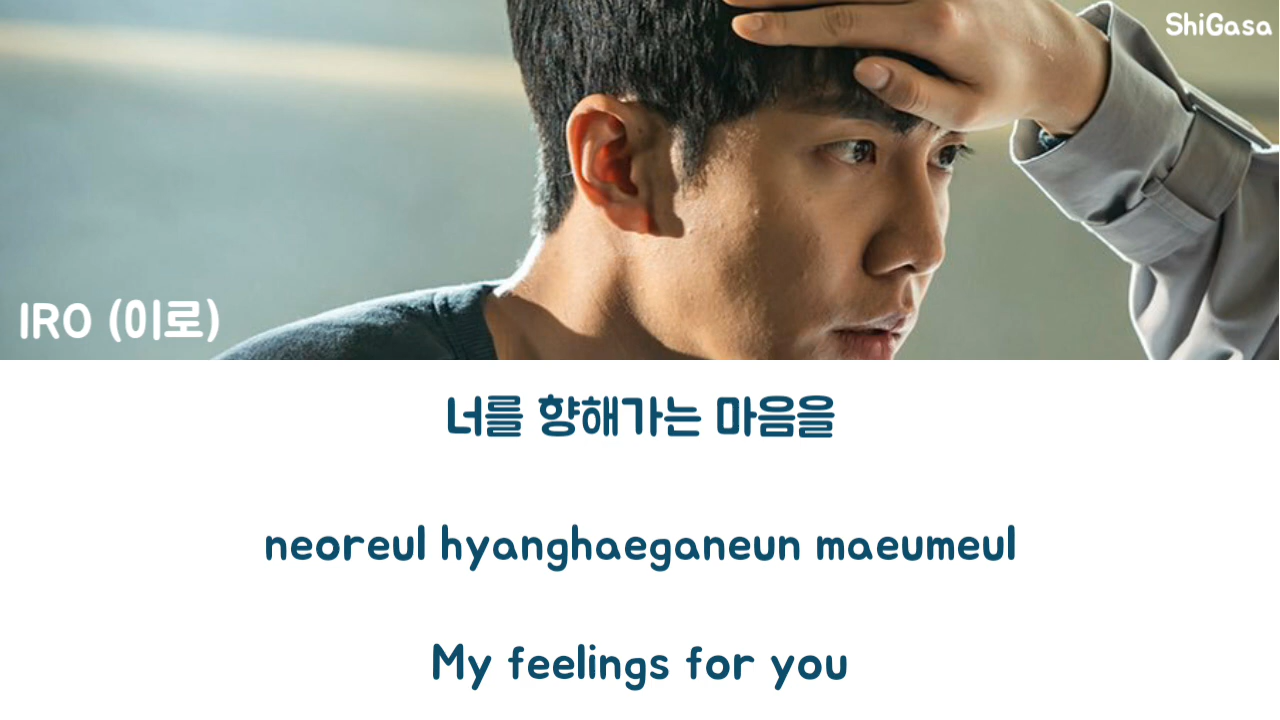 ShiGasa
IRO (이로)
너를 향해가는 마음을
neoreul hyanghaeganeun maeumeul
My feelings for you